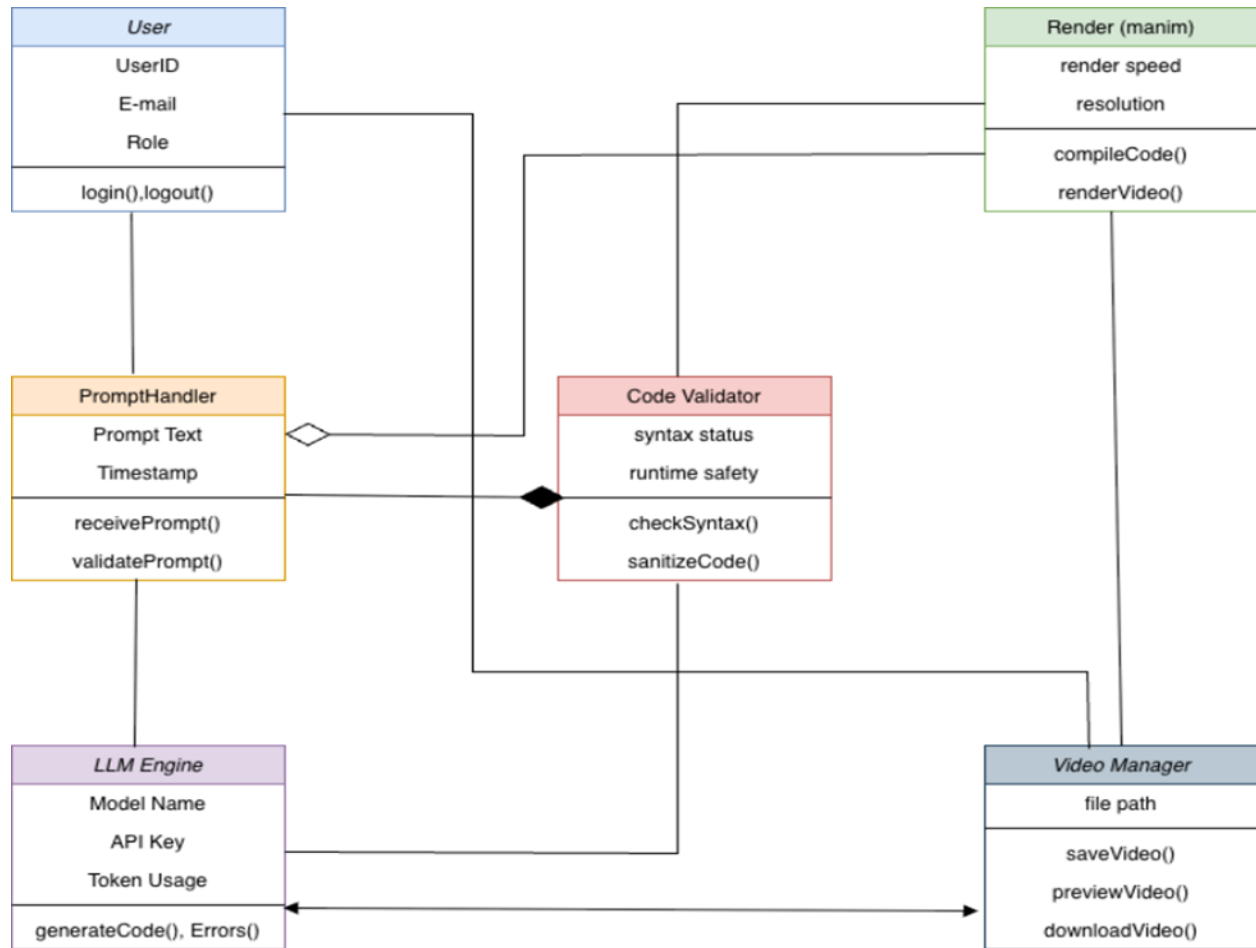 User
UserID
E-mail
Role
login(),logout()
Render (manim)
render speed
resolution
compileCode()
renderVideo()
PromptHandler
Prompt Text
Timestamp
receivePrompt()
validatePrompt()
Code Validator
syntax status
runtime safety
checkSyntax()
sanitizeCode()
LLM Engine
Model Name
API Key
Token Usage
generateCode(), Errors()
Video Manager
file path
saveVideo()
previewVideo()
downloadVideo()